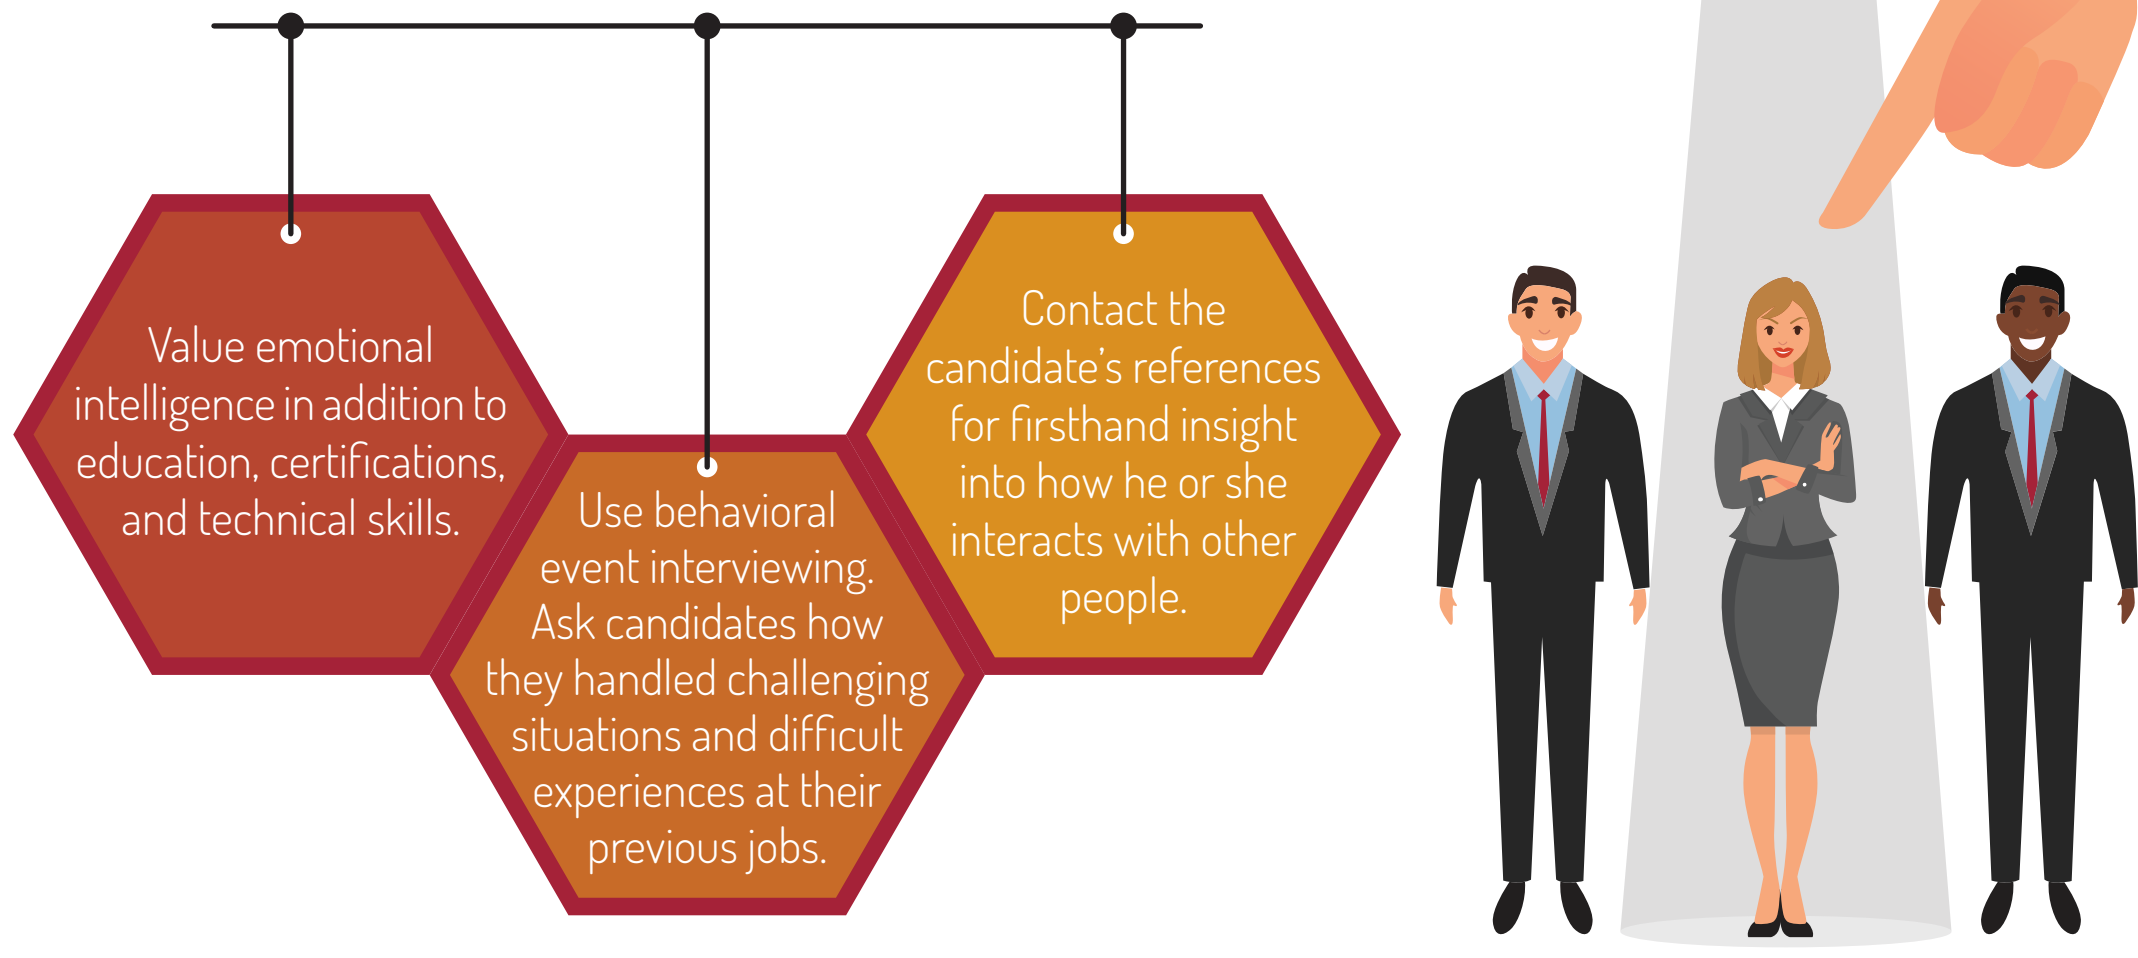 Value emotional
intelligence in addition to
education, certifications,
and technical skills.
Use behavioral
event interviewing.
Ask candidates how
they handled challenging
situations and difficult
experiences at their
previous jobs.
Contact the
candidate’s references
for firsthand insight
into how he or she
interacts with other
people.